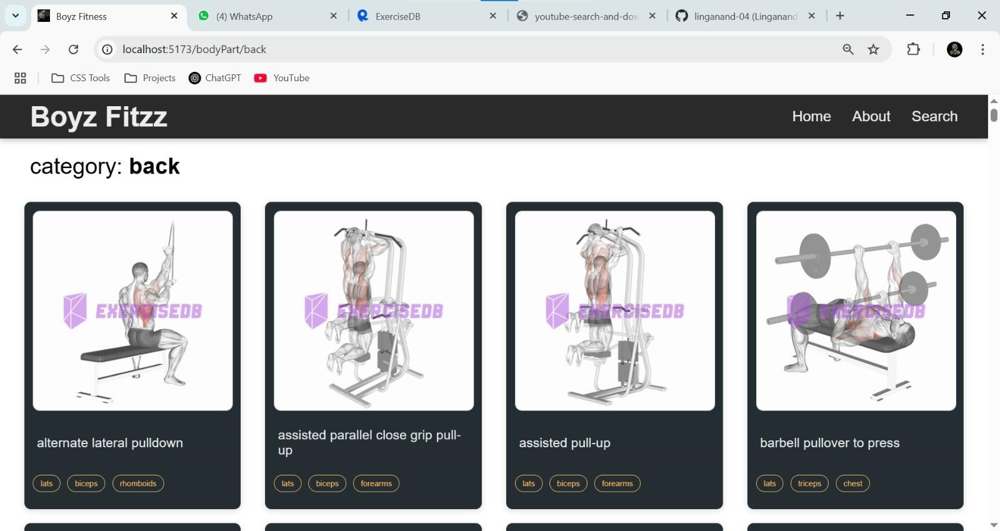 Boyz Fitness
(4) WhatsApp
ExerciseDB
youtube-search-and-dow
linganand-04 (Linganand
localhost:5173/bodyPart/back
CSS Tools
Projects
ChatGPT
YouTube
Boyz Fitzz
Home
About
Search
category: back
EXERCISEDB
EXERCISEDB
EXERCISEDB
EXERCISEDB
alternate lateral pulldown
lats
biceps
rhomboids
assisted parallel close grip pull-
up
lats
biceps
forearms
assisted pull-up
lats
biceps
forearms
barbell pullover to press
lats
triceps
chest